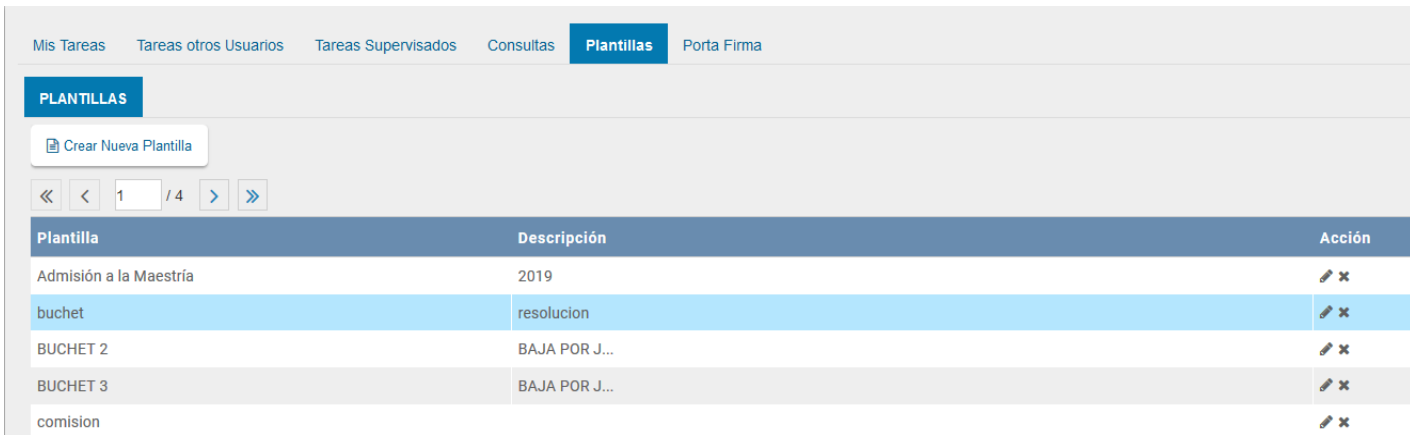 Mis Tareas Tareas otros Usuarios Tareas Supervisados Consultas Plantillas Porta Firma
PLANTILLAS
Crear Nueva Plantilla
1 / 4
Plantilla Descripción Acción
Admisión a la Maestría 2019
buchet resolucion
BUCHET 2 BAJA POR J...
BUCHET 3 BAJA POR J...
comision